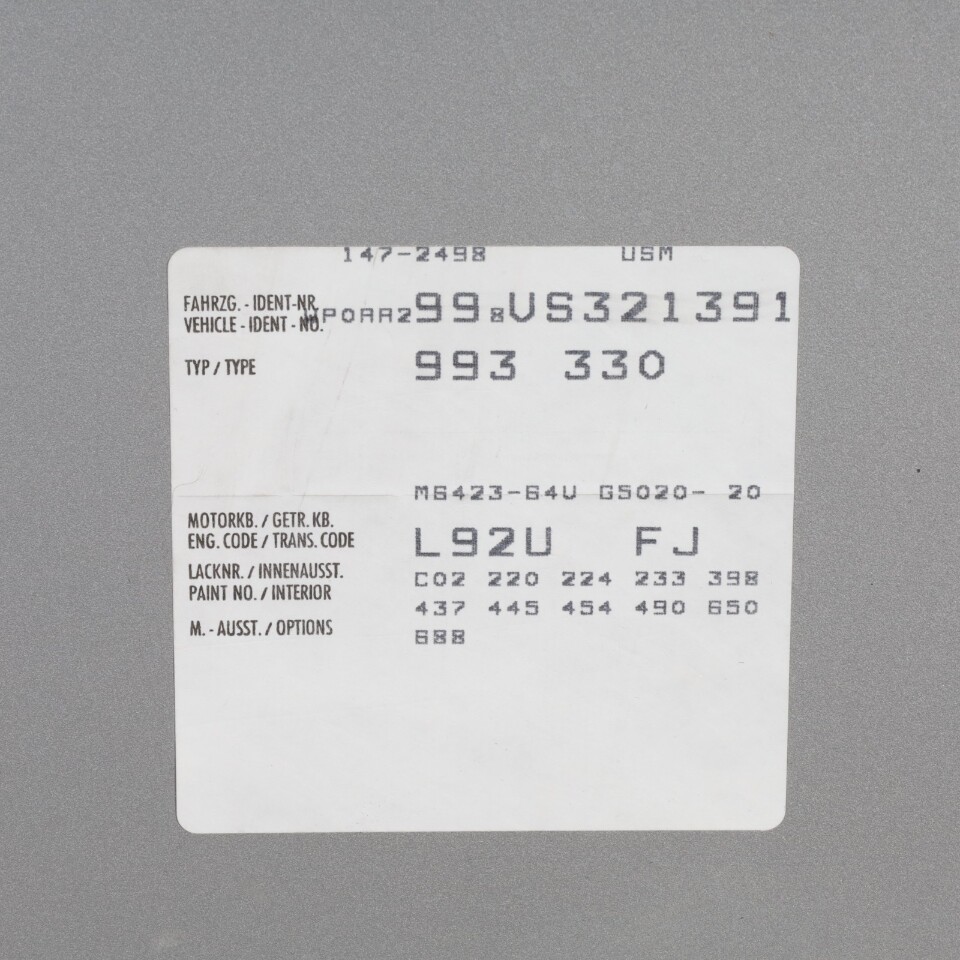 147-2498 USM
FAHRZG. - IDENT-NR.
VEHICLE - IDENT - NO. WP0AA2998VS321391
TYP / TYPE 993 330
M6423-64U G5020- 20
MOTORKB. / GETR. KB.
ENG. CODE / TRANS. CODE L92U FJ
LACKNR. / INNENAUSST. C02 220 224 233 398
PAINT NO. / INTERIOR 437 445 454 490 650
M. - AUSST. / OPTIONS 688